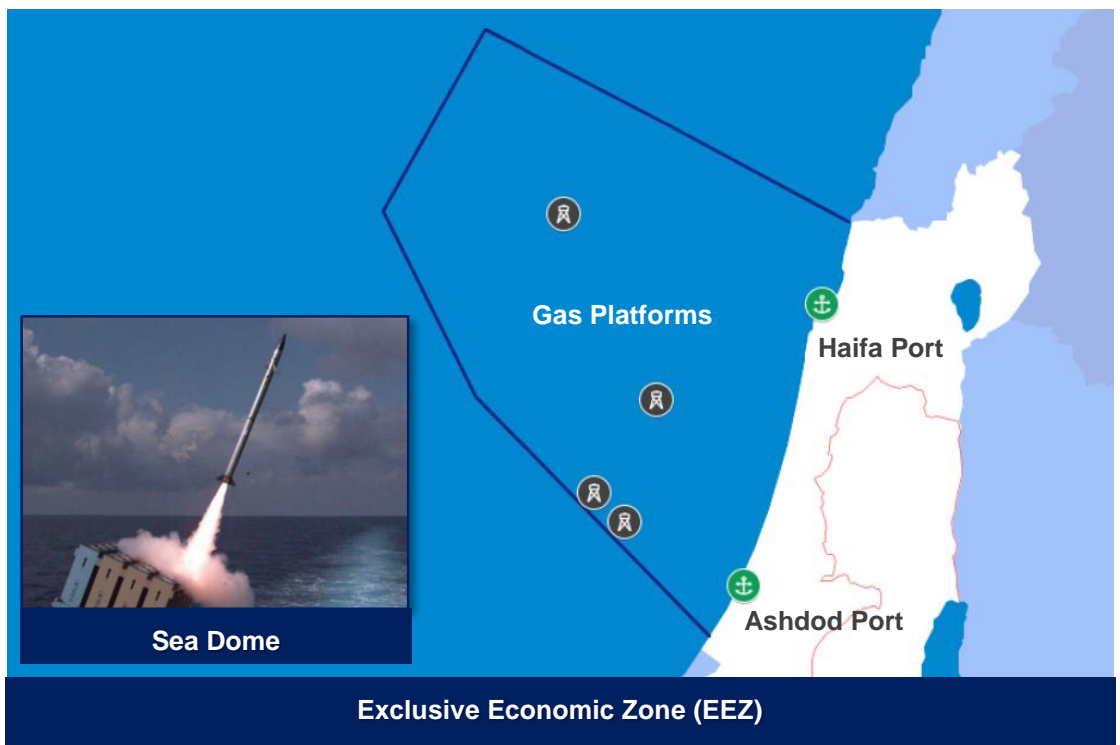 Gas Platforms
Haifa Port
Ashdod Port
Sea Dome
Exclusive Economic Zone (EEZ)